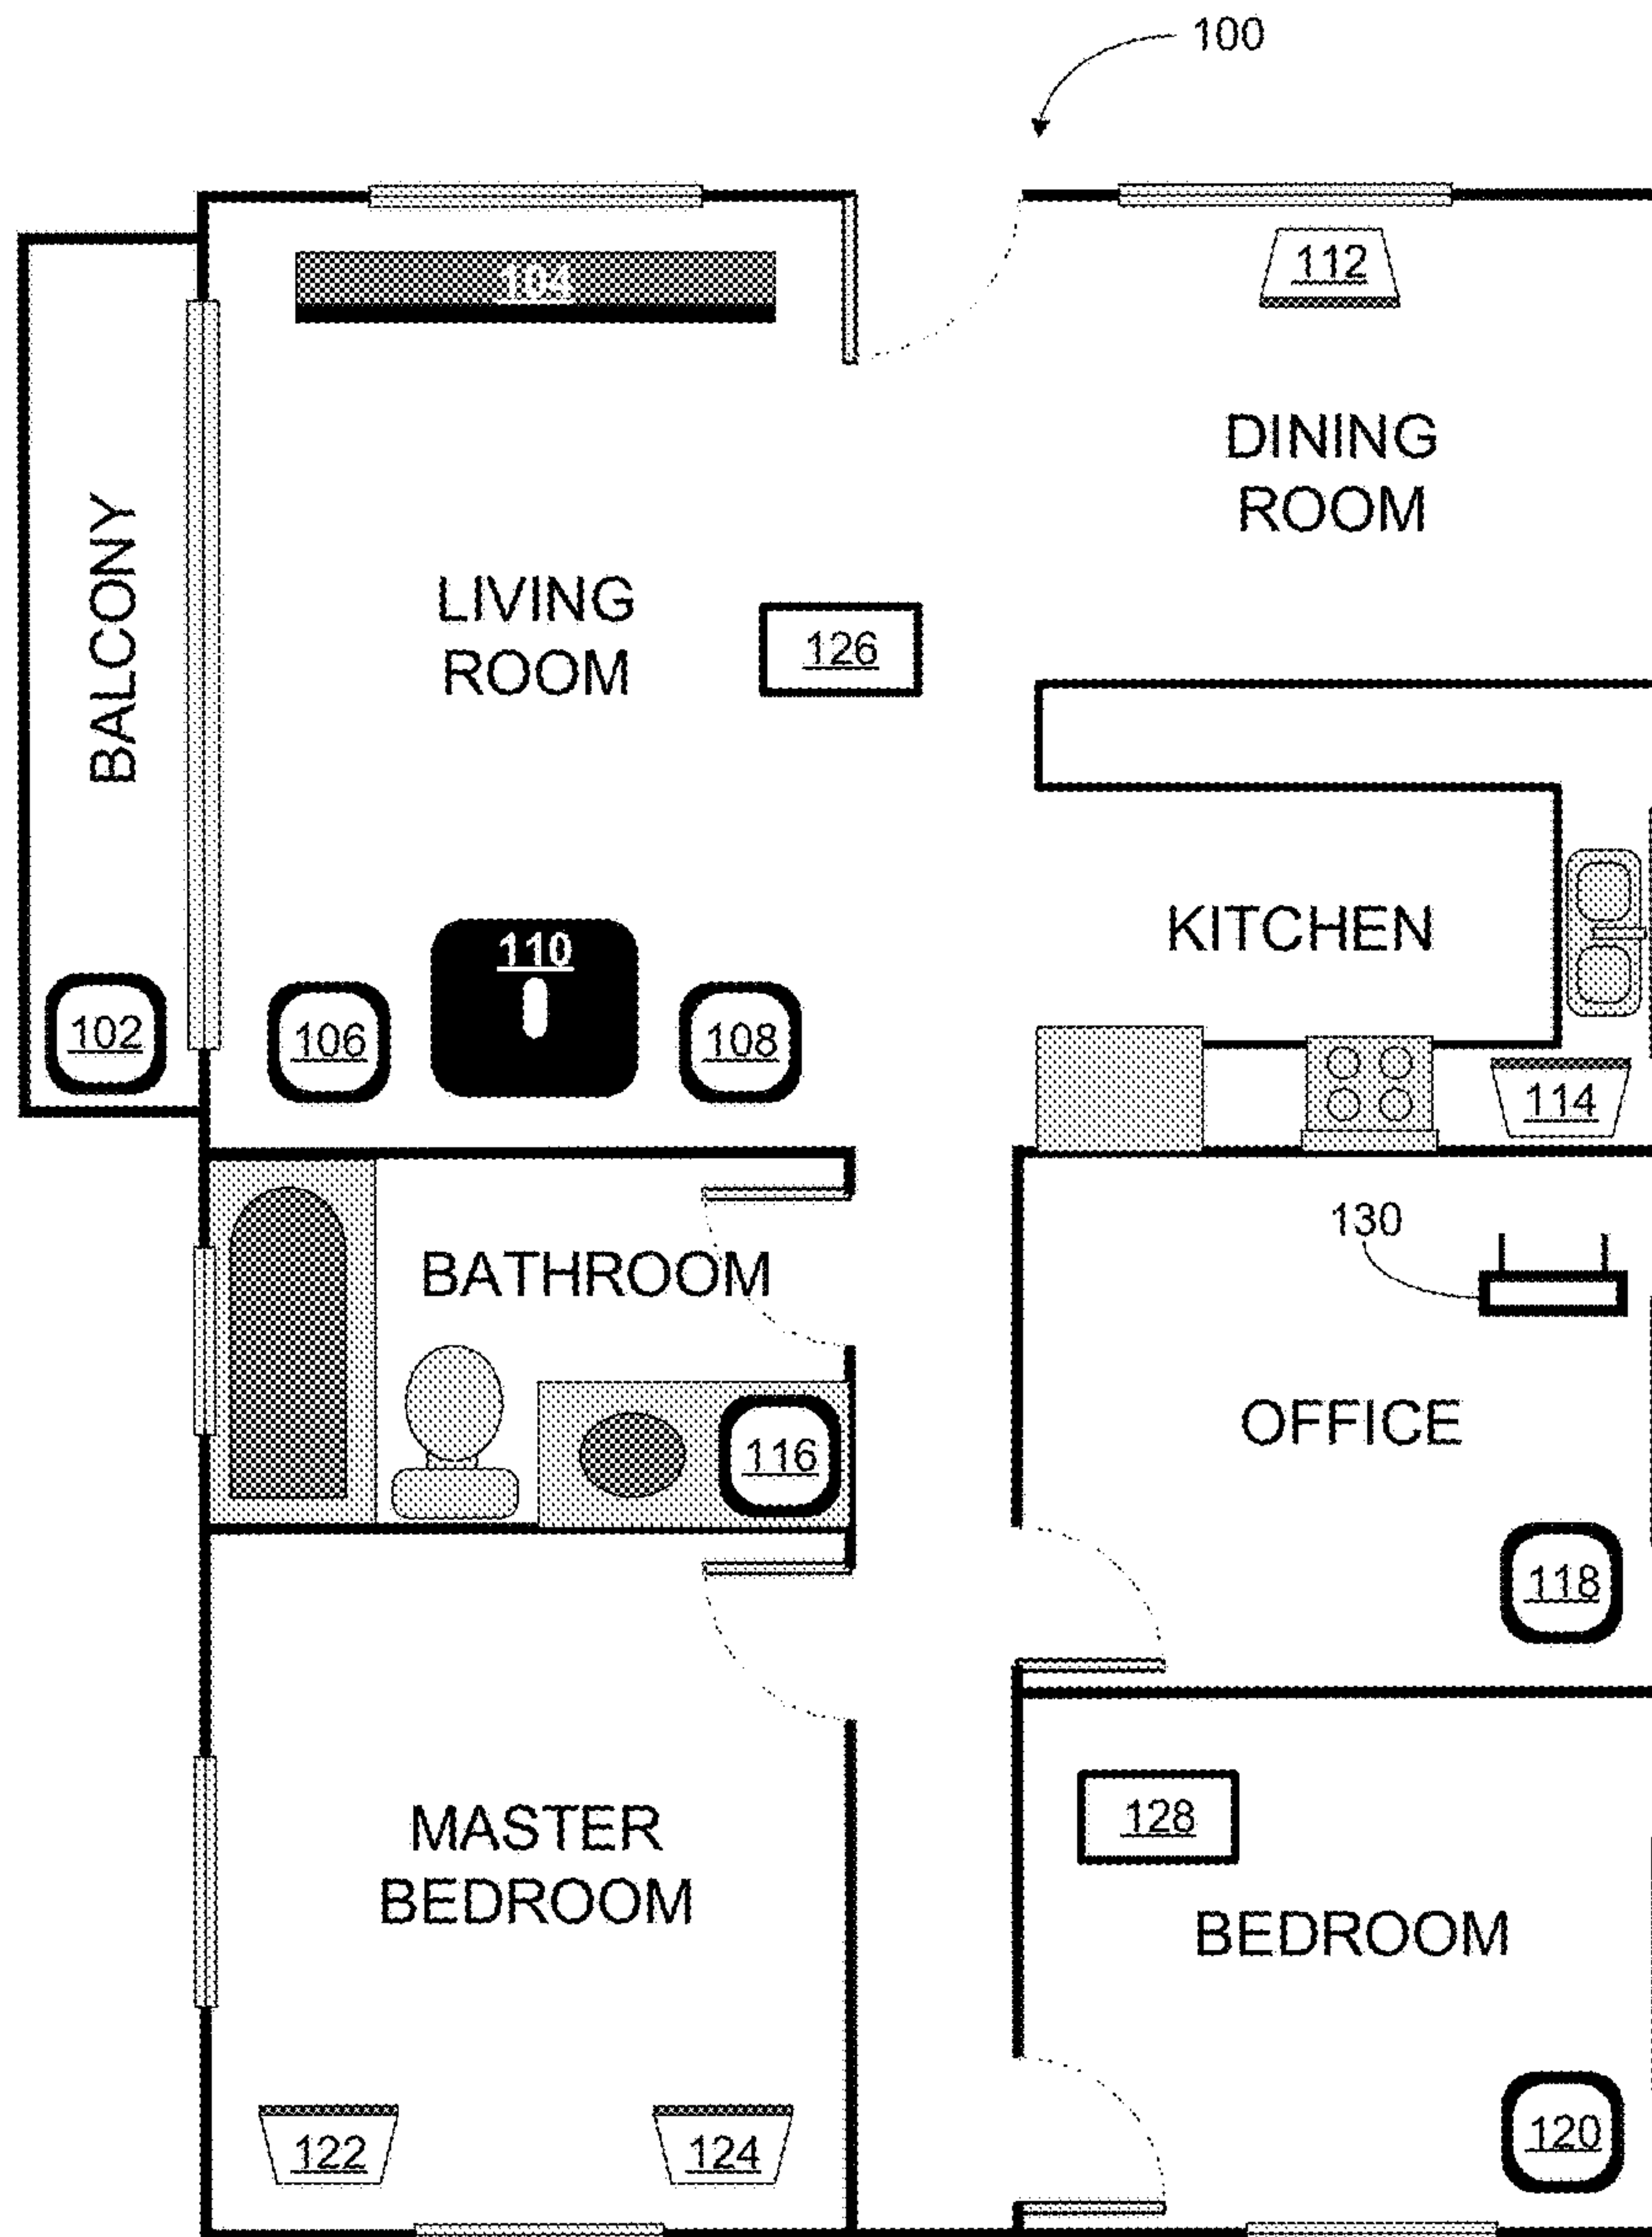 100
104
112
DINING
ROOM
BALCONY
LIVING
ROOM
126
110
KITCHEN
102
106
108
114
130
BATHROOM
OFFICE
116
118
128
MASTER
BEDROOM
BEDROOM
122
124
120